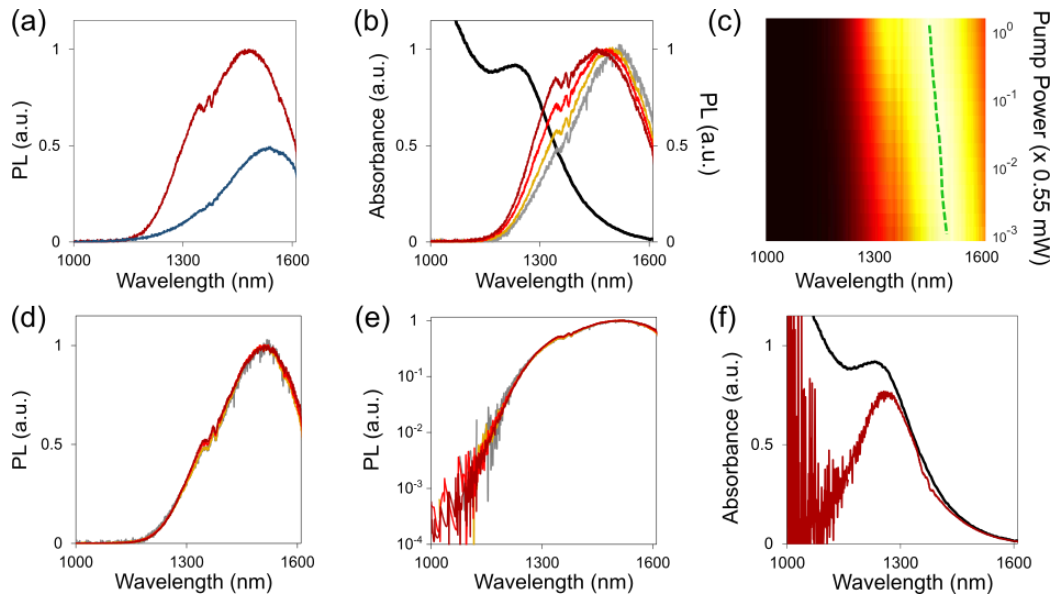 (a)
1
0.5
0
PL (a.u.)
1000
1300
1600
Wavelength (nm)
(b)
1
0.5
0
Absorbance (a.u.)
1
0.5
0
PL (a.u.)
1000
1300
1600
Wavelength (nm)
(c)
10^0
10^-1
10^-2
10^-3
Pump Power (x 0.55 mW)
1000
1300
1600
Wavelength (nm)
(d)
1
0.5
0
PL (a.u.)
1000
1300
1600
Wavelength (nm)
(e)
1
10^-1
10^-2
10^-3
10^-4
PL (a.u.)
1000
1300
1600
Wavelength (nm)
(f)
1
0.5
0
Absorbance (a.u.)
1000
1300
1600
Wavelength (nm)